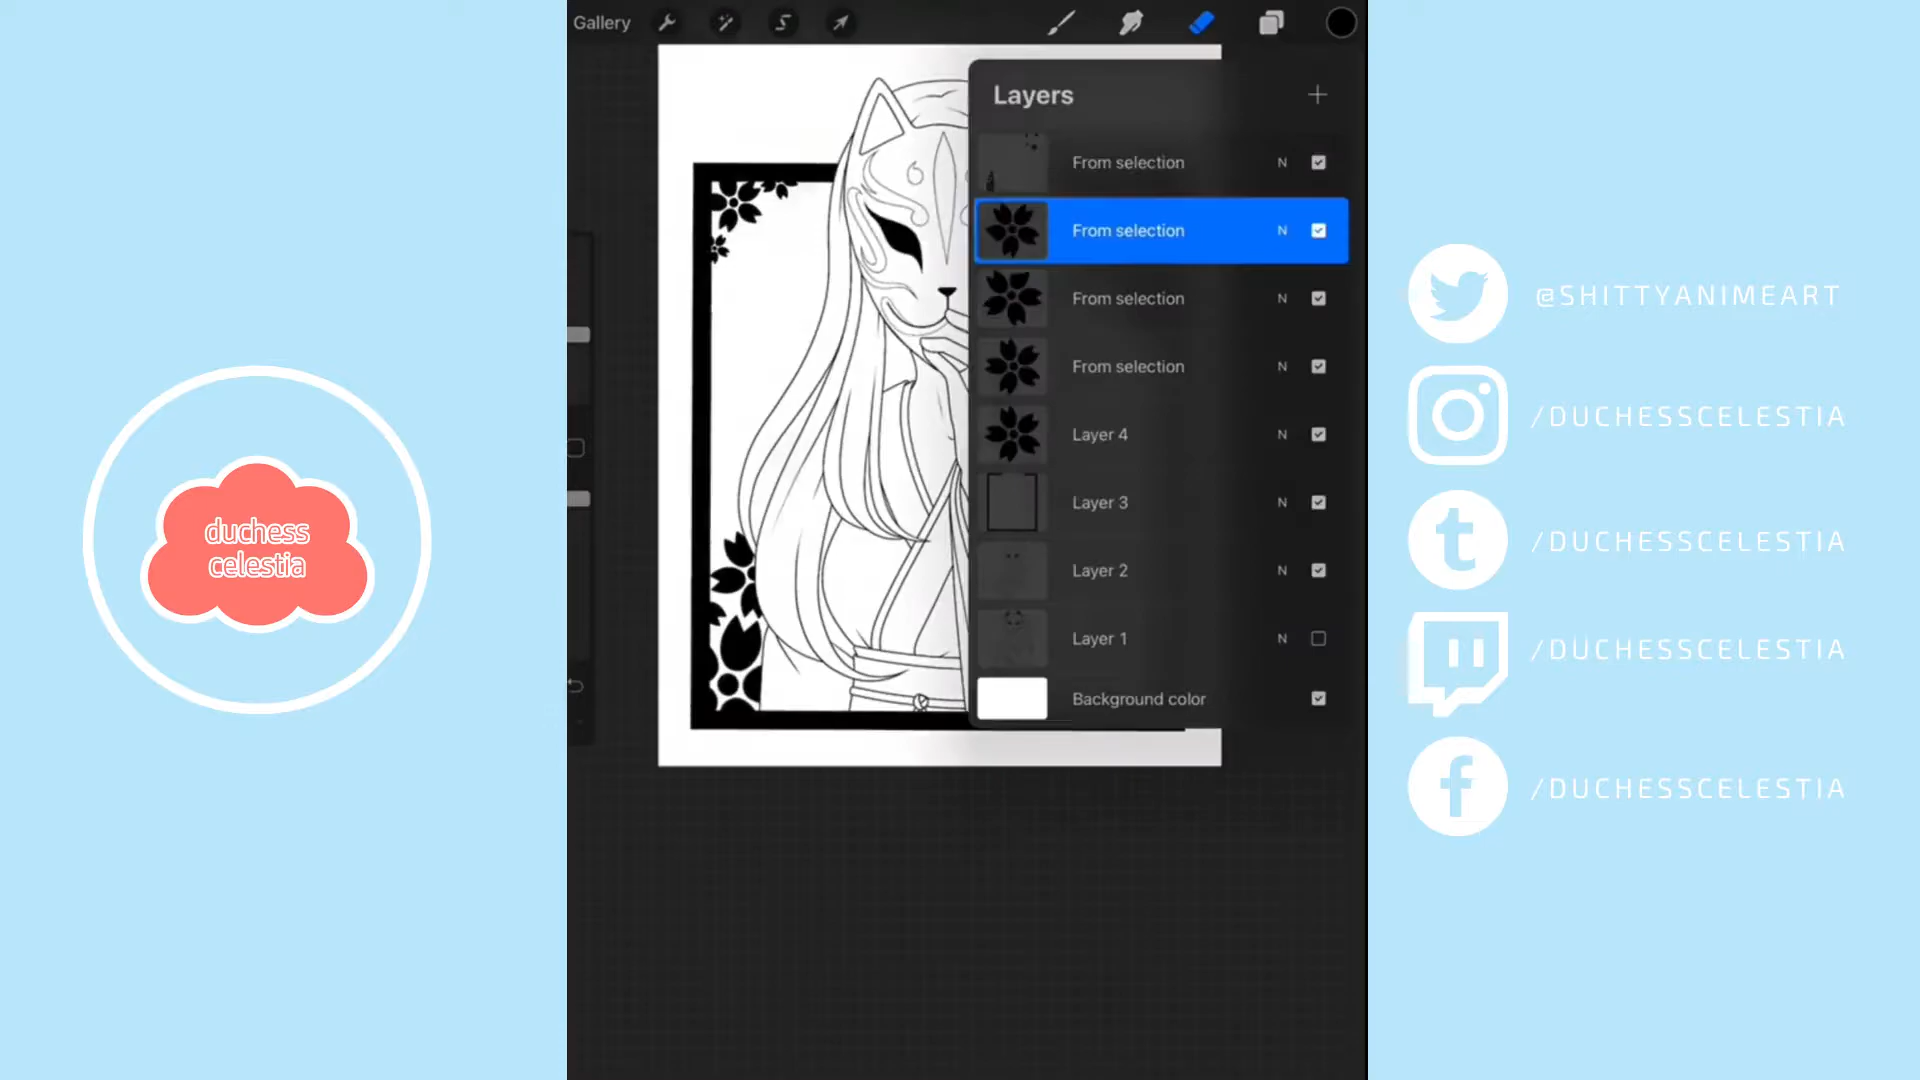 Gallery
Layers
From selection N
From selection N
From selection N
From selection N
Layer 4 N
Layer 3 N
Layer 2 N
Layer 1 N
Background color
duchess
celestia
@SHITTYANIMEART
/DUCHESSCELESTIA
/DUCHESSCELESTIA
/DUCHESSCELESTIA
/DUCHESSCELESTIA